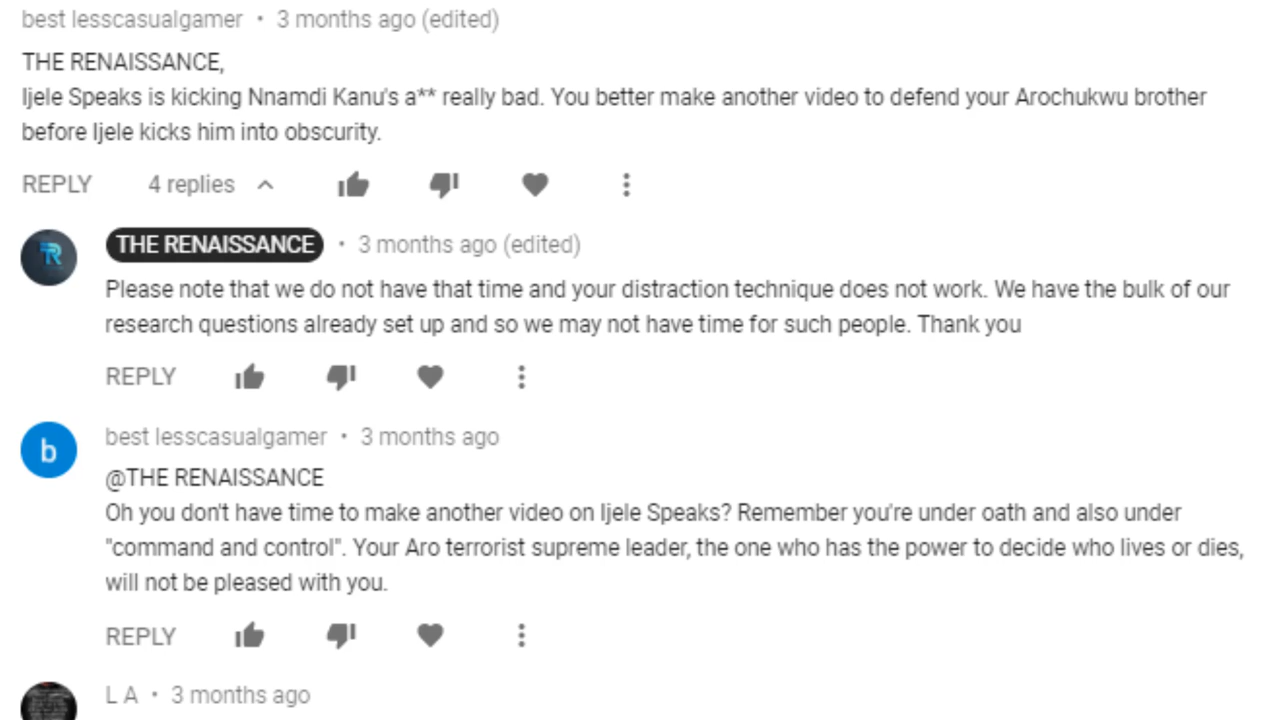 best lesscasualgamer • 3 months ago (edited)
THE RENAISSANCE,
Ijele Speaks is kicking Nnamdi Kanu's a** really bad. You better make another video to defend your Arochukwu brother
before Ijele kicks him into obscurity.
REPLY 4 replies
THE RENAISSANCE • 3 months ago (edited)
Please note that we do not have that time and your distraction technique does not work. We have the bulk of our
research questions already set up and so we may not have time for such people. Thank you
REPLY
b best lesscasualgamer • 3 months ago
@THE RENAISSANCE
Oh you don't have time to make another video on Ijele Speaks? Remember you're under oath and also under
"command and control". Your Aro terrorist supreme leader, the one who has the power to decide who lives or dies,
will not be pleased with you.
REPLY
L A • 3 months ago